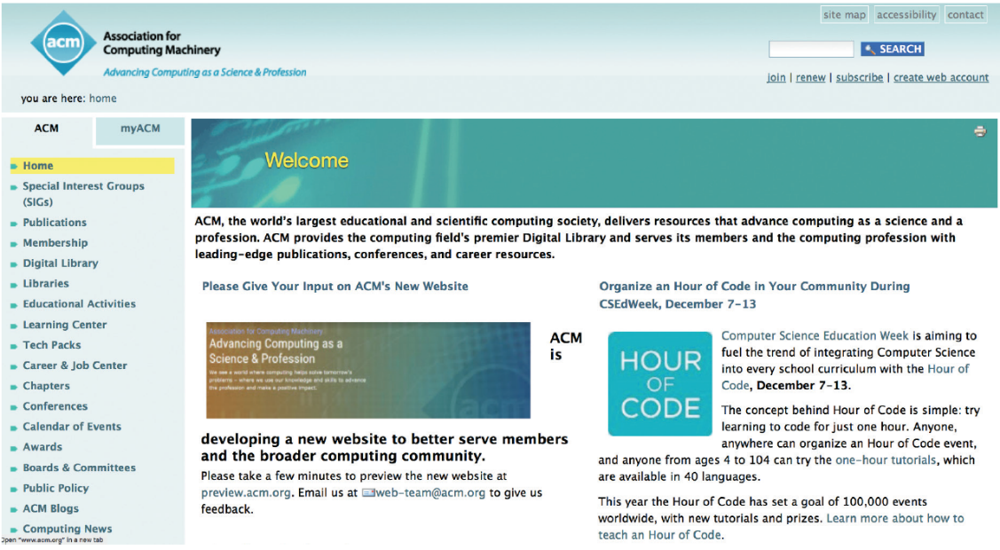 site map accessibility contact
acm
Association for
Computing Machinery
Advancing Computing as a Science & Profession
SEARCH
join | renew | subscribe | create web account
you are here: home
ACM myACM
Home
Special Interest Groups
(SIGs)
Publications
Membership
Digital Library
Libraries
Educational Activities
Learning Center
Tech Packs
Career & Job Center
Chapters
Conferences
Calendar of Events
Awards
Boards & Committees
Public Policy
ACM Blogs
Computing News
Open "www.acm.org" in a new tab
Welcome
ACM, the world's largest educational and scientific computing society, delivers resources that advance computing as a science and a
profession. ACM provides the computing field's premier Digital Library and serves its members and the computing profession with
leading-edge publications, conferences, and career resources.
Please Give Your Input on ACM's New Website
Association for Computing Machinery
Advancing Computing as a
Science & Profession
We see a world where computing helps solve tomorrow's
problems – where we use our knowledge and skills to advance
the profession and make a positive impact.
acm
ACM
is
developing a new website to better serve members
and the broader computing community.
Please take a few minutes to preview the new website at
preview.acm.org. Email us at web-team@acm.org to give us
feedback.
Organize an Hour of Code in Your Community During
CSEdWeek, December 7-13
HOUR
OF
CODE
Computer Science Education Week is aiming to
fuel the trend of integrating Computer Science
into every school curriculum with the Hour of
Code, December 7-13.
The concept behind Hour of Code is simple: try
learning to code for just one hour. Anyone,
anywhere can organize an Hour of Code event,
and anyone from ages 4 to 104 can try the one-hour tutorials, which
are available in 40 languages.
This year the Hour of Code has set a goal of 100,000 events
worldwide, with new tutorials and prizes. Learn more about how to
teach an Hour of Code.